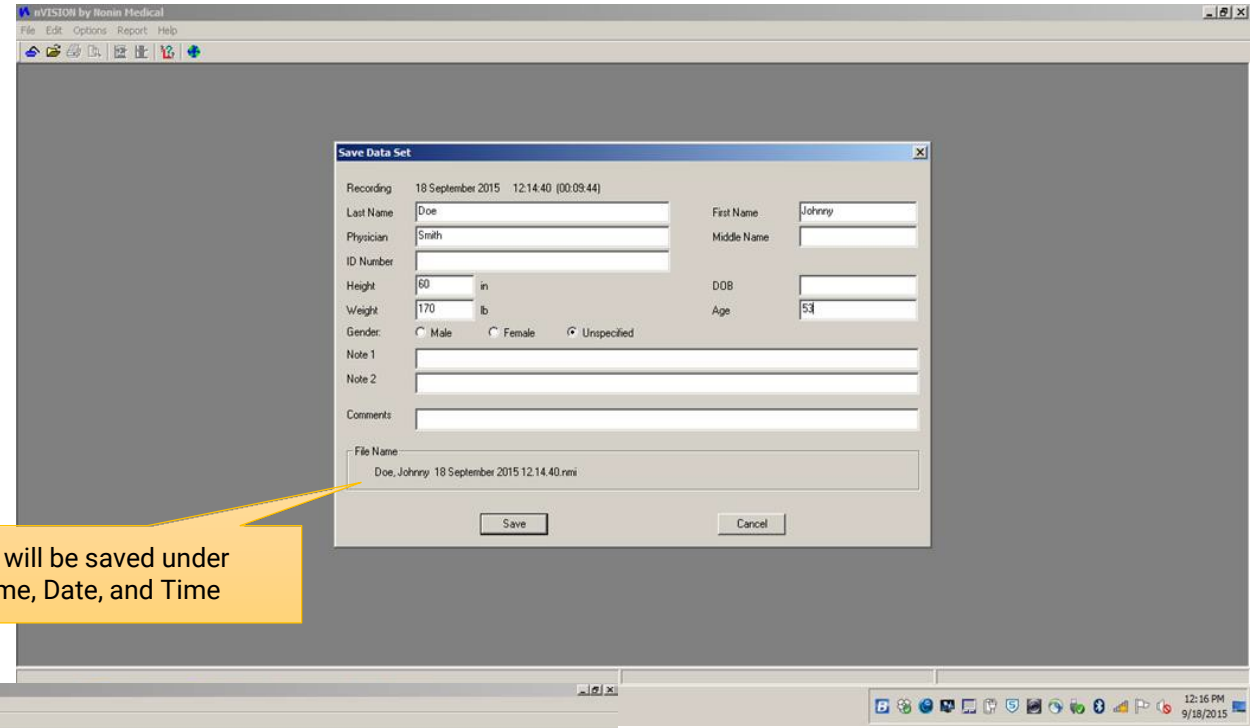 nVISION by Nonin Medical
File Edit Options Report Help
Save Data Set
Recording 18 September 2015 12:14:40 (00:09:44)
Last Name Doe First Name Johnny
Physician Smith Middle Name
ID Number
Height 60 in DOB
Weight 170 lb Age 53
Gender: Male Female Unspecified
Note 1
Note 2
Comments
File Name
Doe, Johnny 18 September 2015 12.14.40.nmi
Save Cancel
will be saved under
me, Date, and Time
12:16 PM
9/18/2015